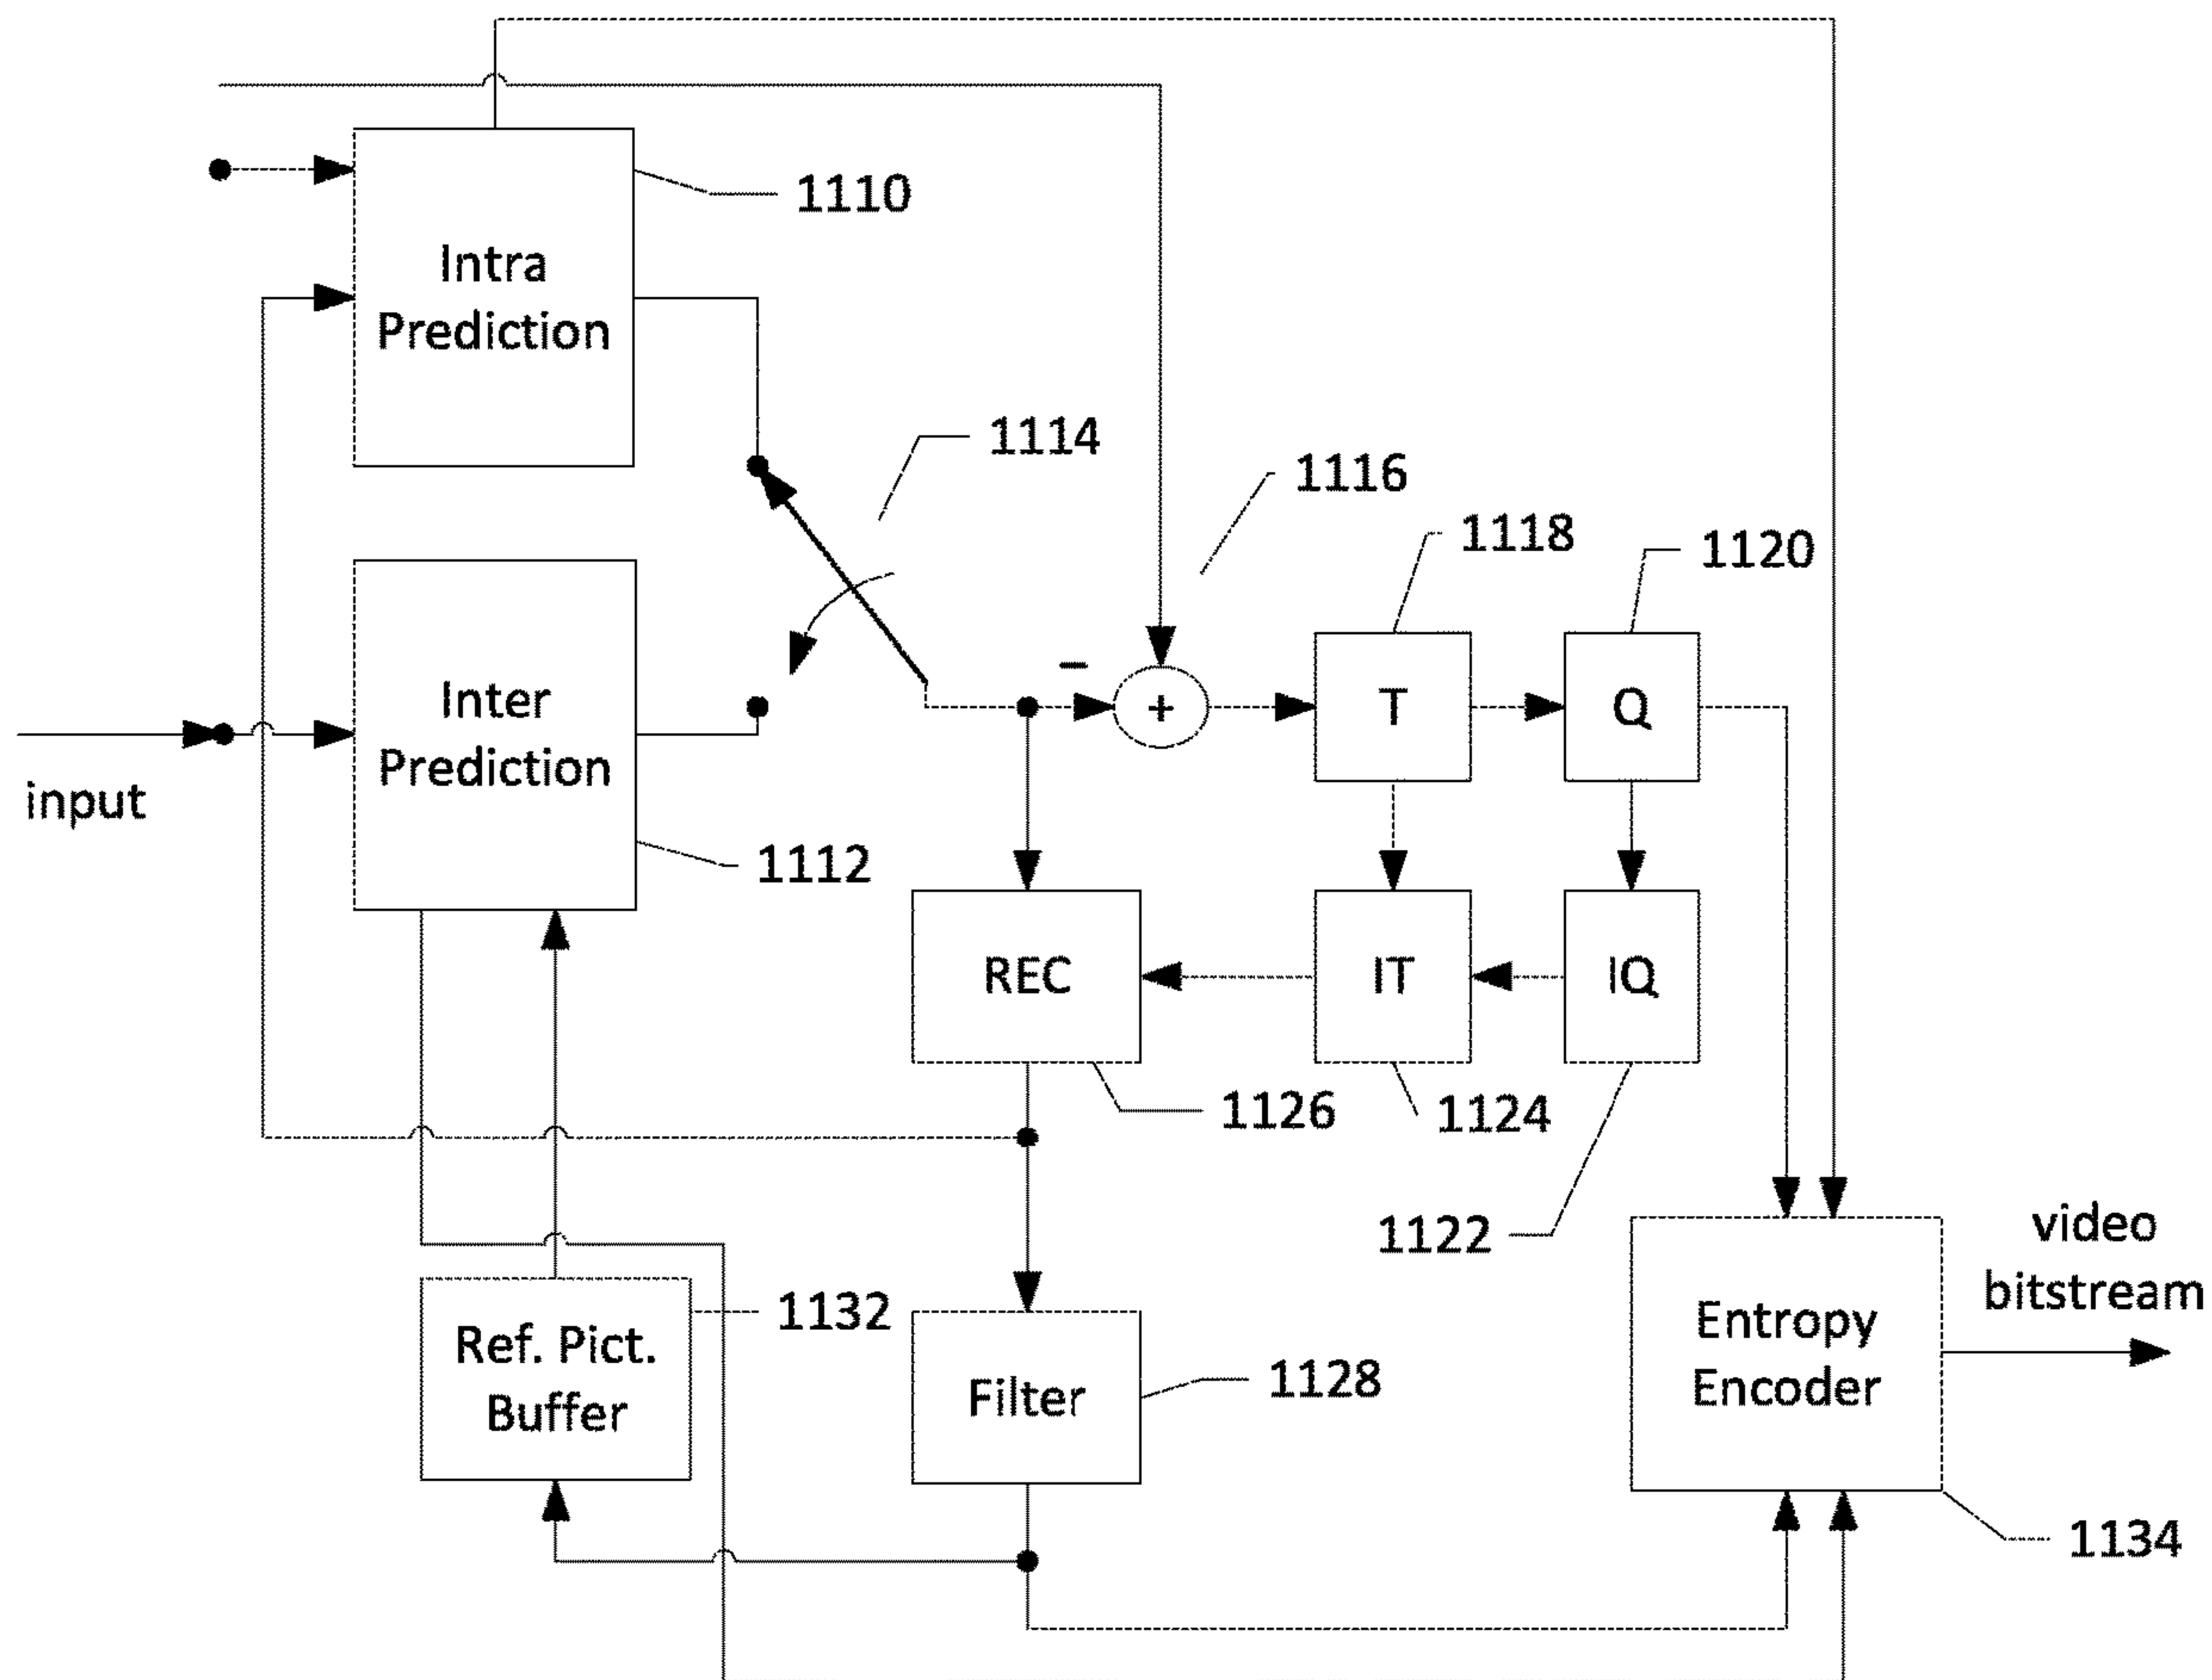 1110
Intra
Prediction
1114
1116
1118
1120
Inter
Prediction
input
1112
−
+
T
Q
REC
IT
IQ
1126
1124
1122
Ref. Pict.
Buffer
1132
Filter
1128
Entropy
Encoder
video
bitstream
1134